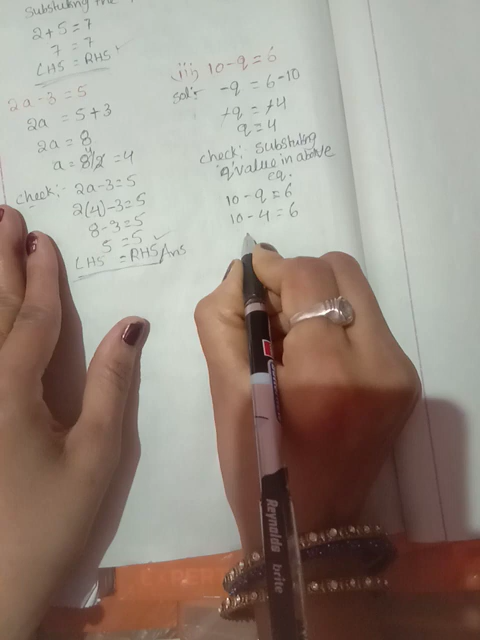 Substituting the
2+5=7
7=7
LHS = RHS ✓
2a-3=5
2a = 5+3
2a = 8
a = 8/2 = 4
check:- 2a-3=5
2(4)-3=5
8-3=5
5=5 ✓
LHS = RHS Ans
iii) 10-q=6
Sol:-
-q = 6-10
-q = -4
q=4
check: Substuting
q value in above
eq.
10-q=6
10-4=6
Reynolds brite